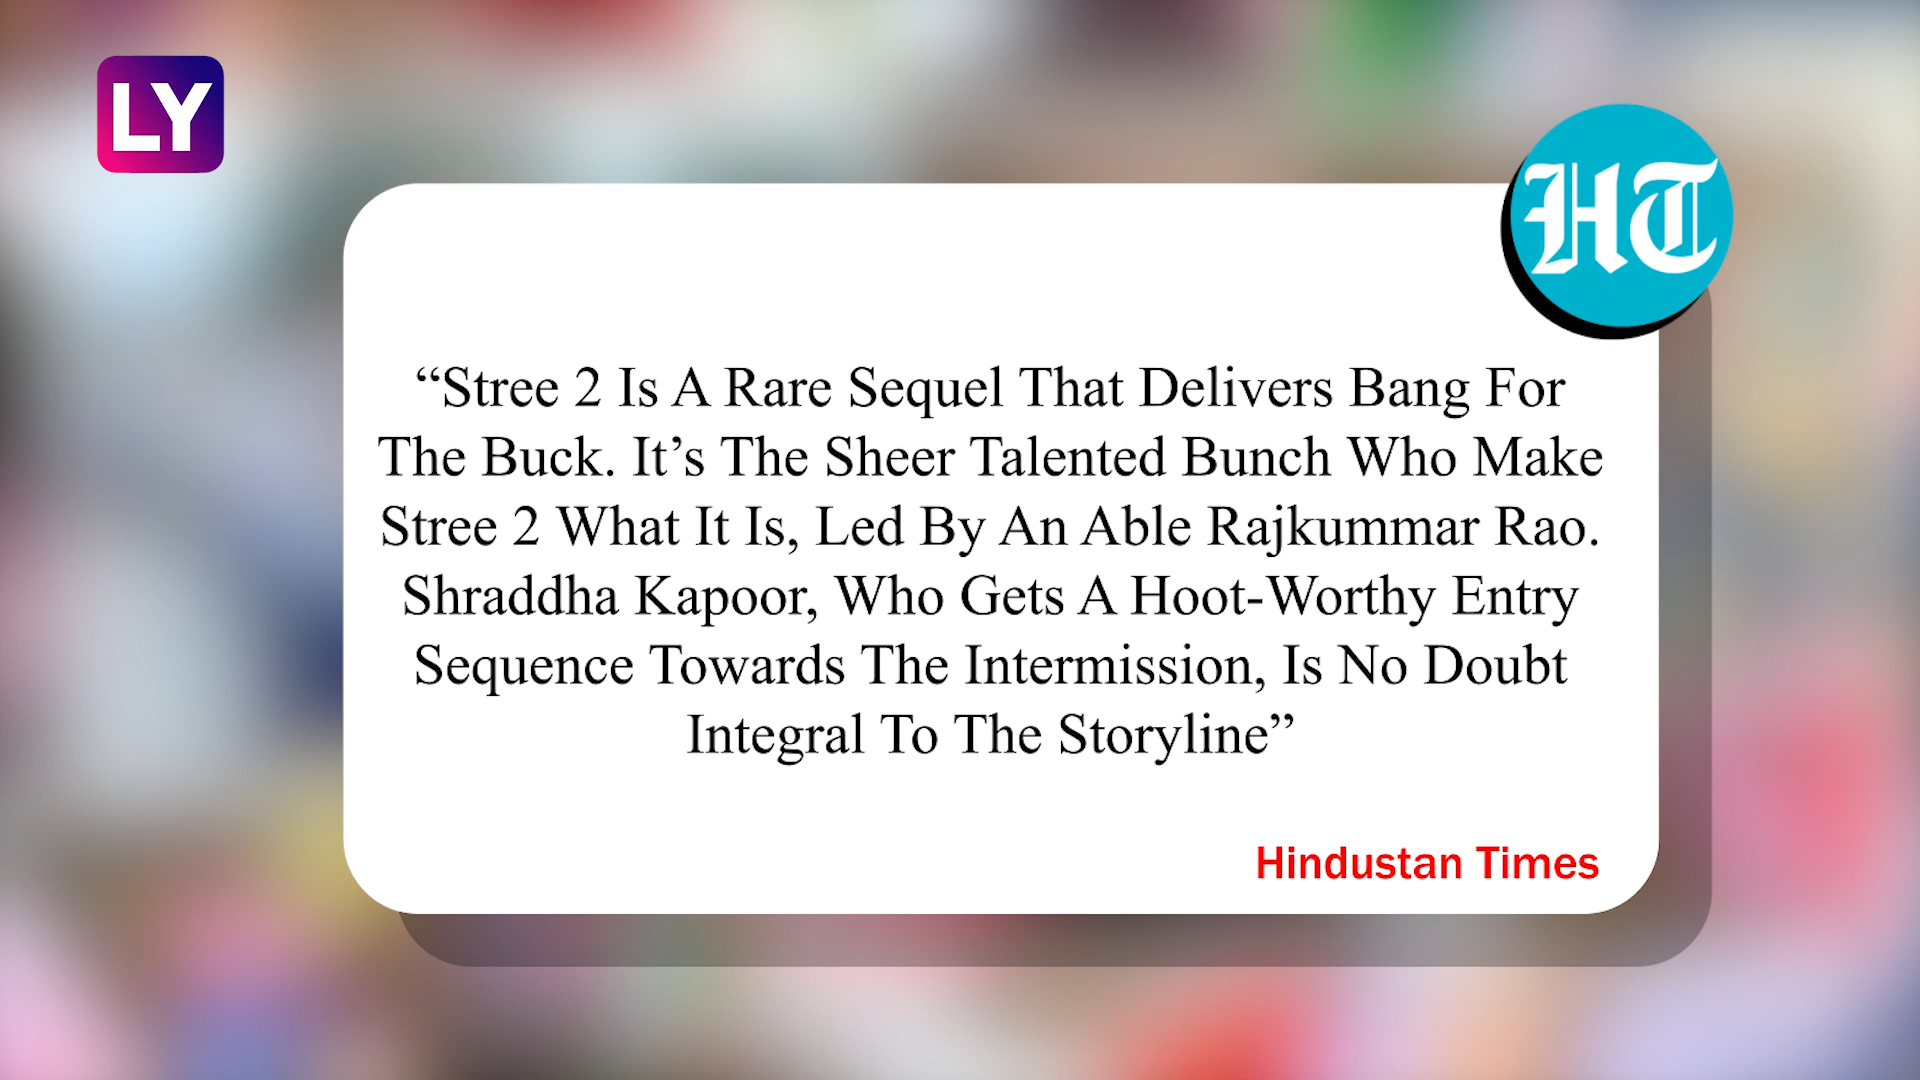 LY
HT
“Stree 2 Is A Rare Sequel That Delivers Bang For
The Buck. It’s The Sheer Talented Bunch Who Make
Stree 2 What It Is, Led By An Able Rajkummar Rao.
Shraddha Kapoor, Who Gets A Hoot-Worthy Entry
Sequence Towards The Intermission, Is No Doubt
Integral To The Storyline”
Hindustan Times